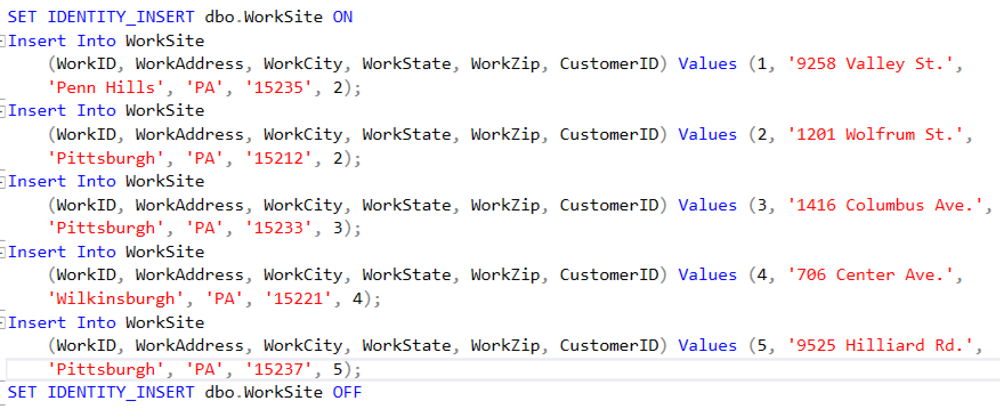 SET IDENTITY_INSERT dbo.WorkSite ON
Insert Into WorkSite
(WorkID, WorkAddress, WorkCity, WorkState, WorkZip, CustomerID) Values (1, '9258 Valley St.',
'Penn Hills', 'PA', '15235', 2);
Insert Into WorkSite
(WorkID, WorkAddress, WorkCity, WorkState, WorkZip, CustomerID) Values (2, '1201 Wolfrum St.',
'Pittsburgh', 'PA', '15212', 2);
Insert Into WorkSite
(WorkID, WorkAddress, WorkCity, WorkState, WorkZip, CustomerID) Values (3, '1416 Columbus Ave.',
'Pittsburgh', 'PA', '15233', 3);
Insert Into WorkSite
(WorkID, WorkAddress, WorkCity, WorkState, WorkZip, CustomerID) Values (4, '706 Center Ave.',
'Wilkinsburgh', 'PA', '15221', 4);
Insert Into WorkSite
(WorkID, WorkAddress, WorkCity, WorkState, WorkZip, CustomerID) Values (5, '9525 Hilliard Rd.',
'Pittsburgh', 'PA', '15237', 5);
SET IDENTITY_INSERT dbo.WorkSite OFF